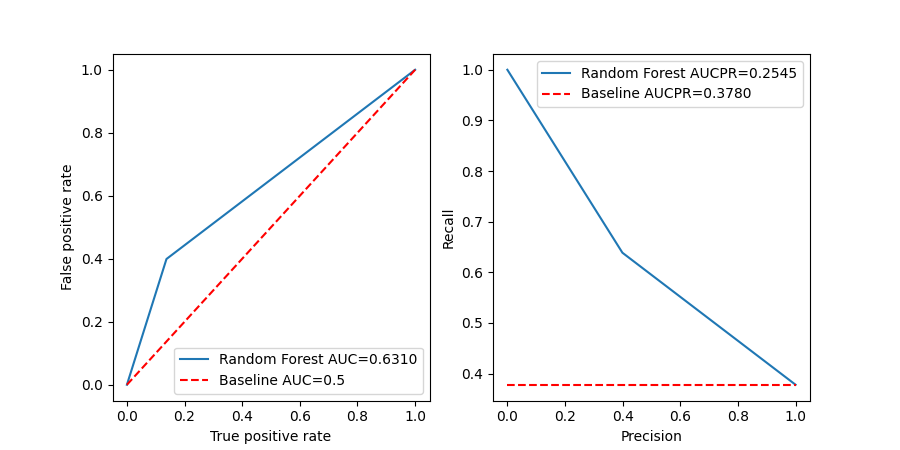 1.0
0.8
0.6
0.4
0.2
0.0
False positive rate
Random Forest AUC=0.6310
Baseline AUC=0.5
0.0 0.2 0.4 0.6 0.8 1.0
True positive rate
1.0
0.9
0.8
0.7
0.6
0.5
0.4
Recall
Random Forest AUCPR=0.2545
Baseline AUCPR=0.3780
0.0 0.2 0.4 0.6 0.8 1.0
Precision